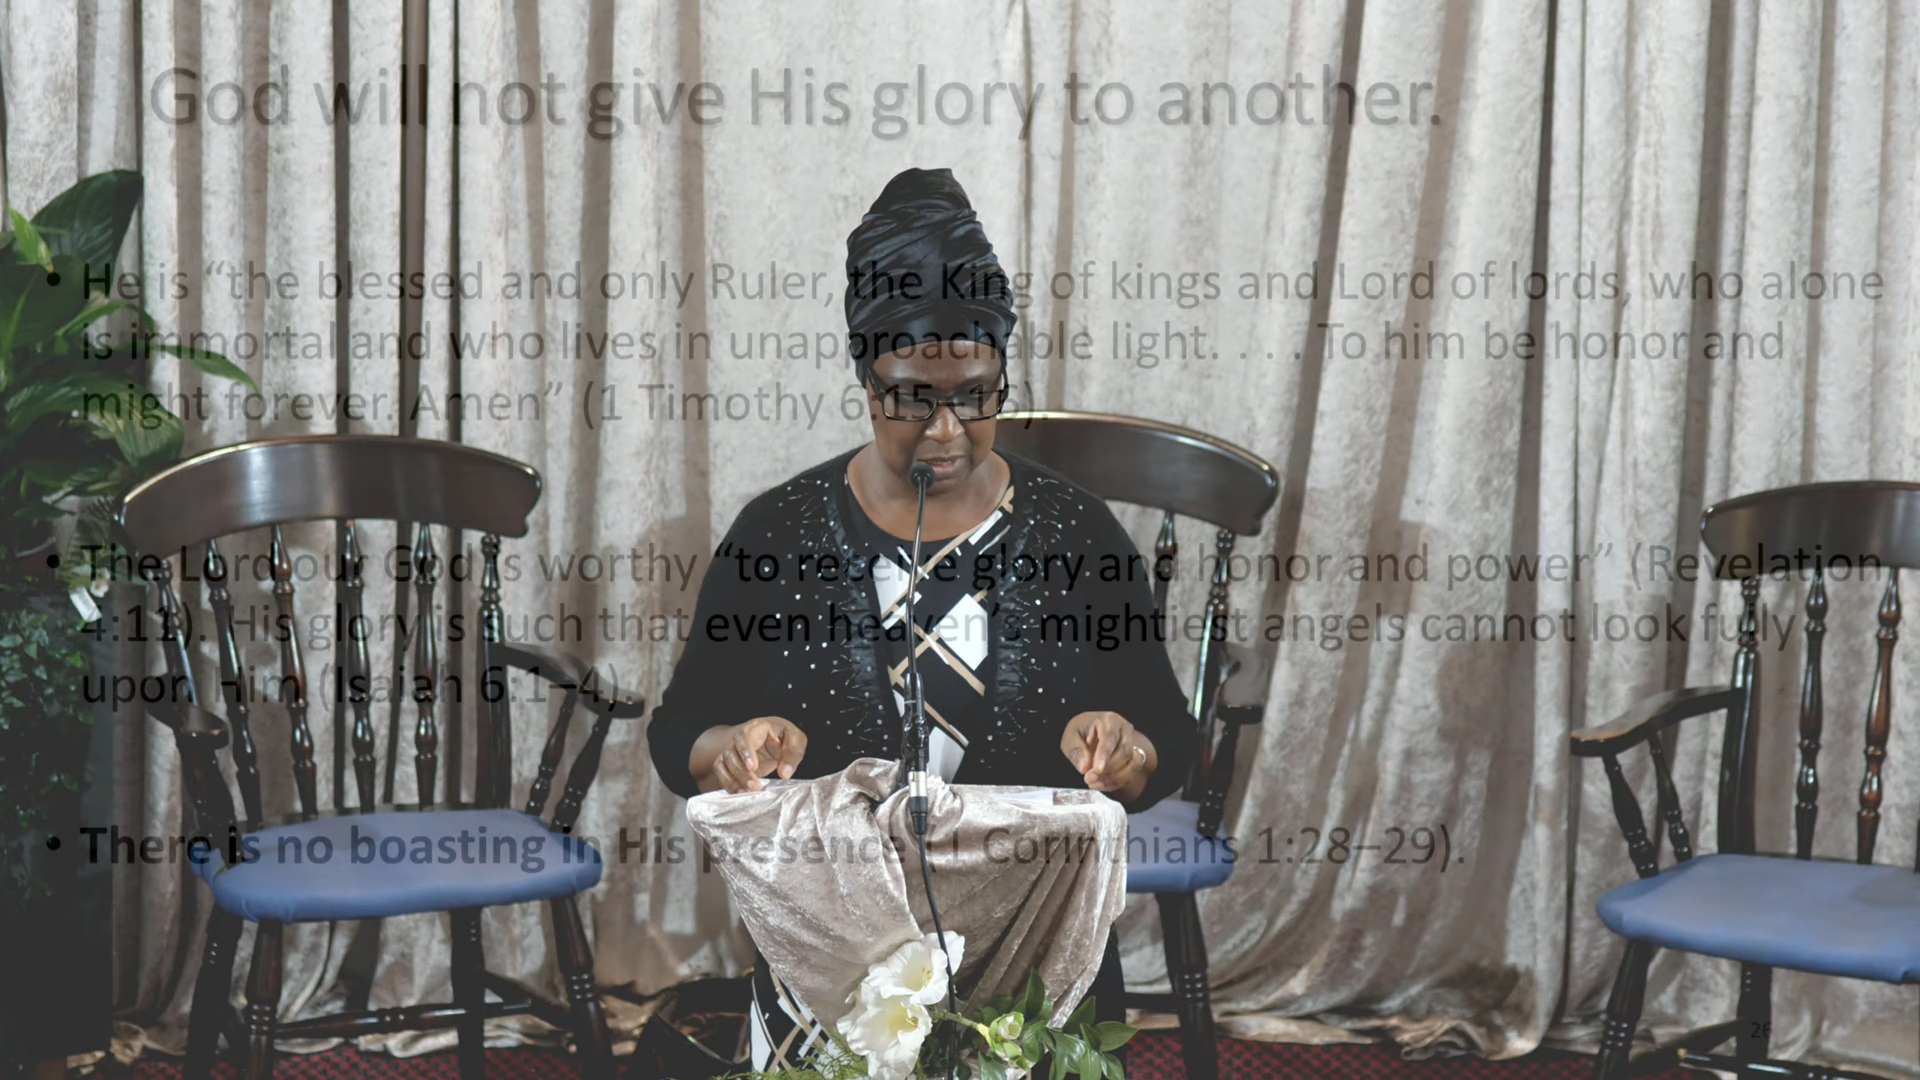 God will not give His glory to another.
• He is “the blessed and only Ruler, the King of kings and Lord of lords, who alone
is immortal and who lives in unapproachable light. . . . To him be honor and
might forever. Amen” (1 Timothy 6:15–16).
• The Lord our God is worthy “to receive glory and honor and power” (Revelation
4:11). His glory is such that even heaven’s mightiest angels cannot look fully
upon Him (Isaiah 6:1–4).
• There is no boasting in His presence (1 Corinthians 1:28–29).
26